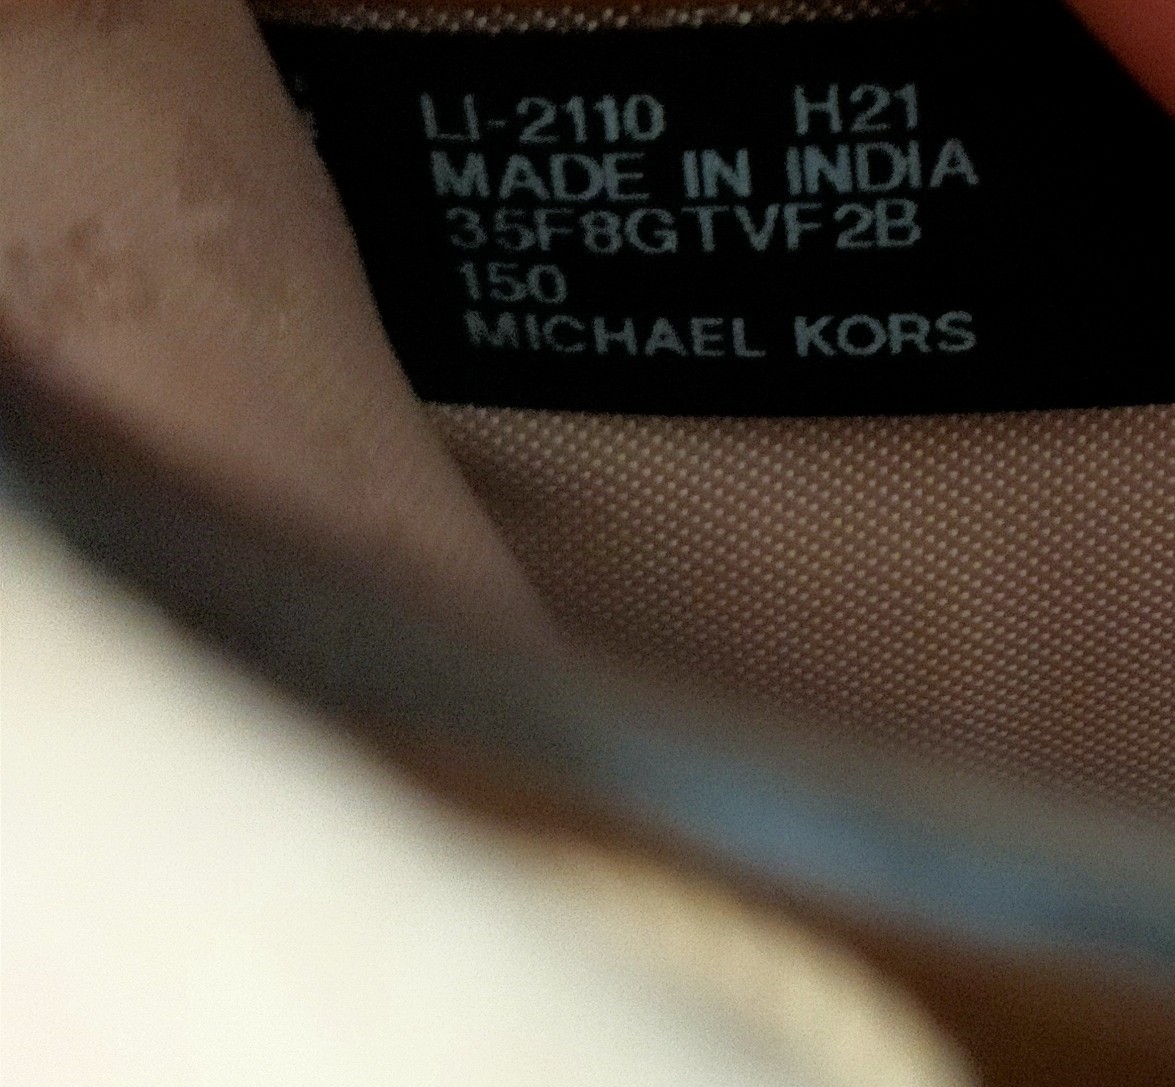 LI-2110 H21
MADE IN INDIA
35F8GTVF2B
150
MICHAEL KORS